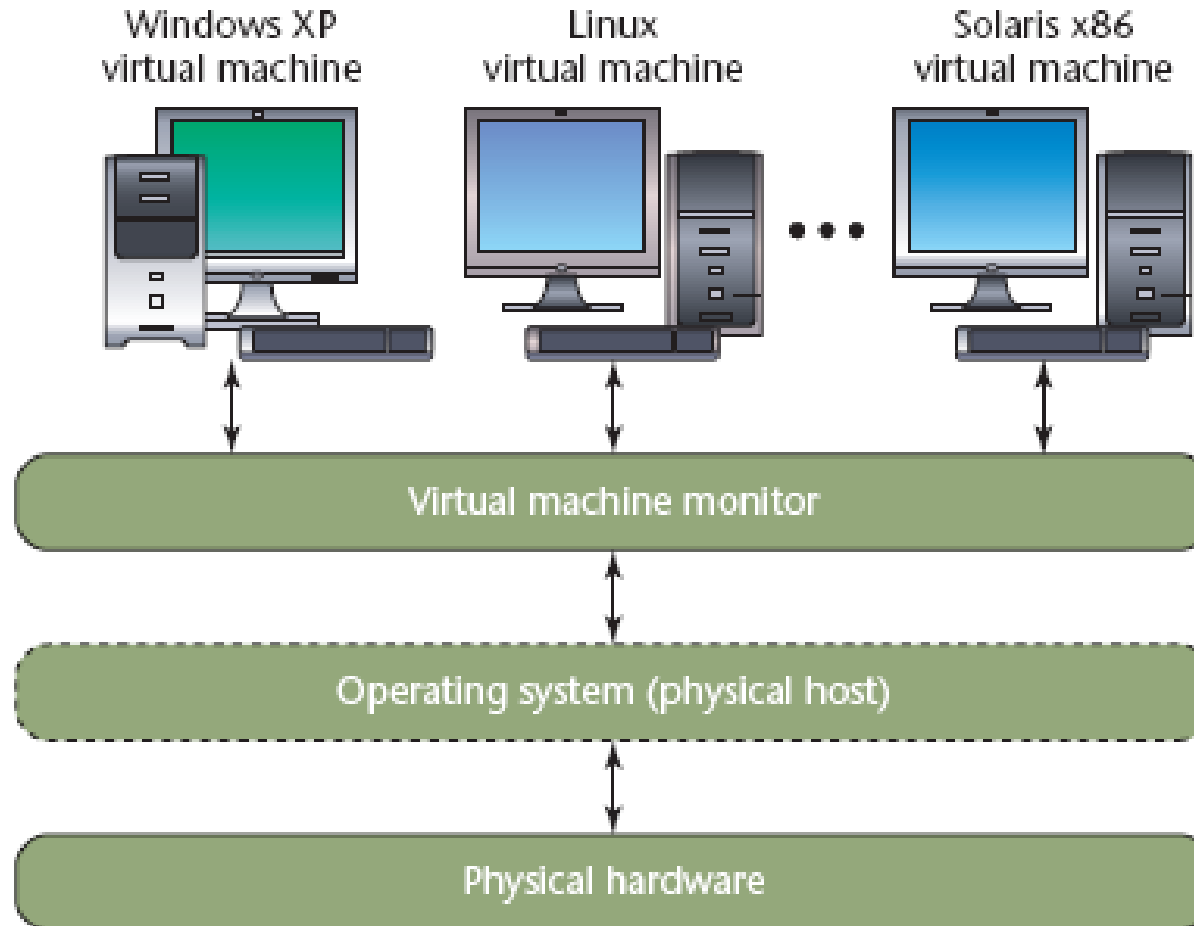 Windows XP
virtual machine
Linux
virtual machine
Solaris x86
virtual machine
Virtual machine monitor
Operating system (physical host)
Physical hardware